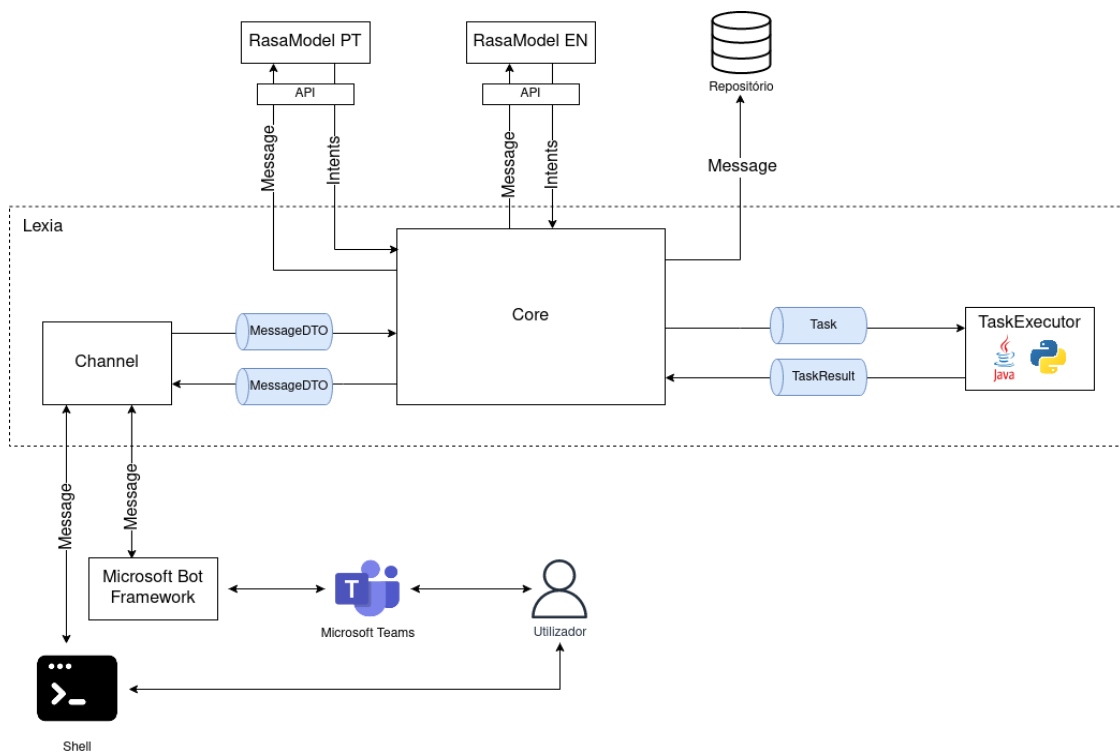 RasaModel PT
RasaModel EN
API
API
Repositório
Message
Intents
Message
Intents
Message
Lexia
Core
MessageDTO
Task
TaskExecutor
Channel
Java
MessageDTO
TaskResult
Message
Message
Microsoft Bot
Framework
T
Microsoft Teams
Utilizador
Shell